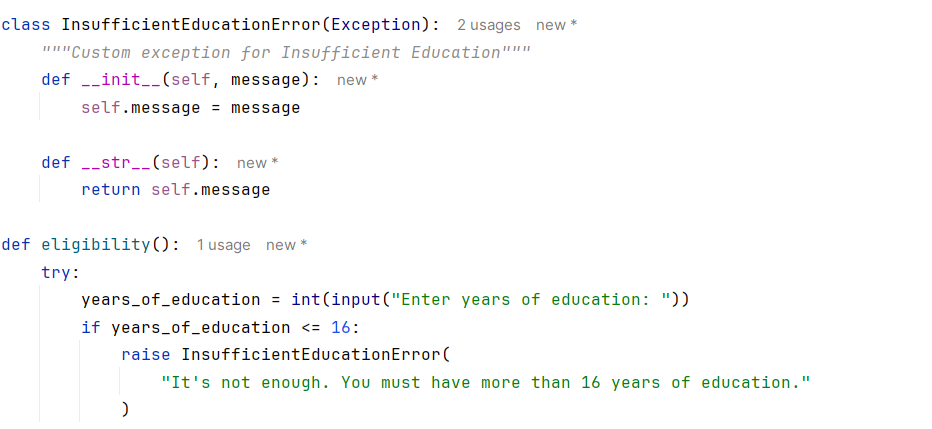 class InsufficientEducationError(Exception):  2 usages  new *
    """Custom exception for Insufficient Education"""
    def __init__(self, message):  new *
        self.message = message
    def __str__(self):  new *
        return self.message
def eligibility():  1 usage  new *
    try:
        years_of_education = int(input("Enter years of education: "))
        if years_of_education <= 16:
            raise InsufficientEducationError(
                "It's not enough. You must have more than 16 years of education."
            )